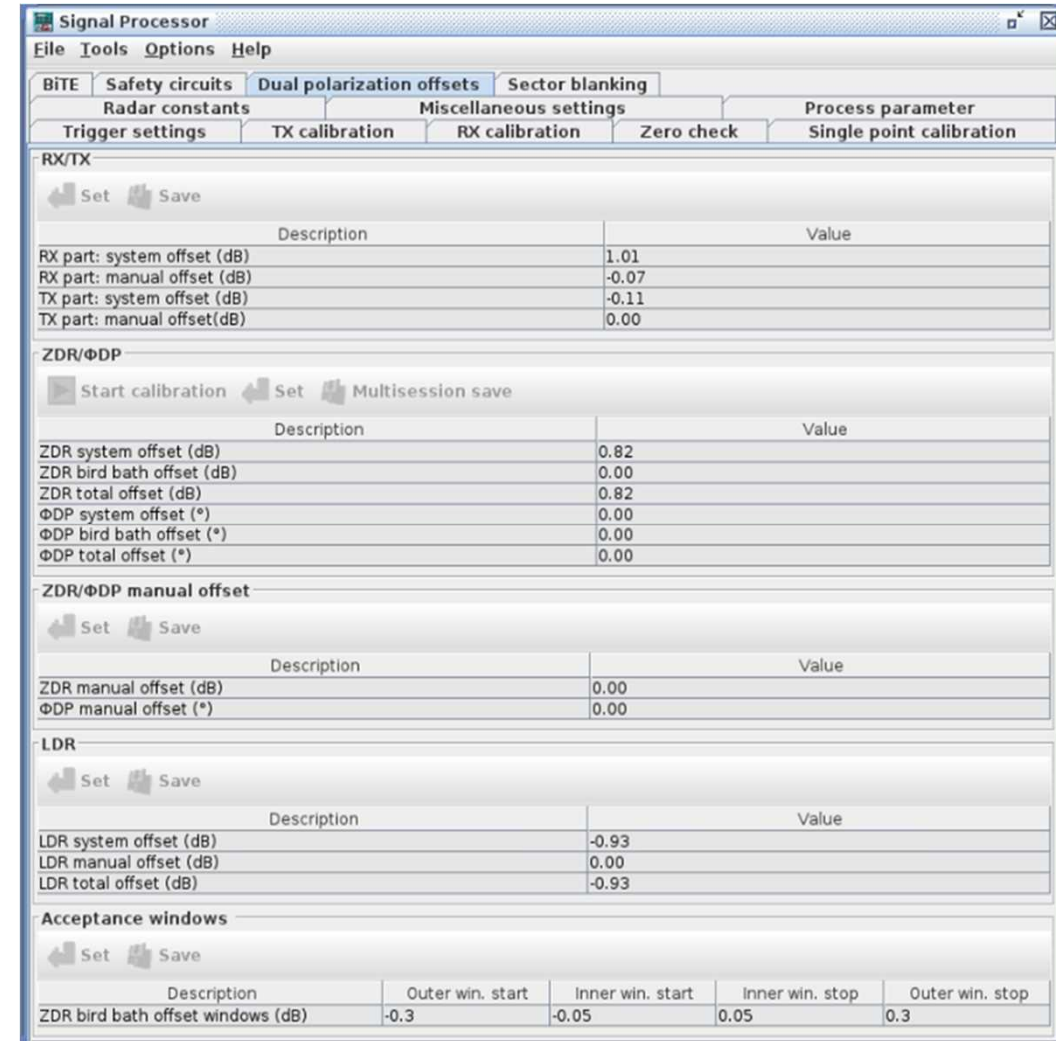 Signal Processor
File Tools Options Help
BiTE Safety circuits Dual polarization offsets Sector blanking
Radar constants Miscellaneous settings Process parameter
Trigger settings TX calibration RX calibration Zero check Single point calibration
RX/TX
Set Save
Description Value
RX part: system offset (dB) 1.01
RX part: manual offset (dB) -0.07
TX part: system offset (dB) -0.11
TX part: manual offset(dB) 0.00
ZDR/ΦDP
Start calibration Set Multisession save
Description Value
ZDR system offset (dB) 0.82
ZDR bird bath offset (dB) 0.00
ZDR total offset (dB) 0.82
ΦDP system offset (°) 0.00
ΦDP bird bath offset (°) 0.00
ΦDP total offset (°) 0.00
ZDR/ΦDP manual offset
Set Save
Description Value
ZDR manual offset (dB) 0.00
ΦDP manual offset (°) 0.00
LDR
Set Save
Description Value
LDR system offset (dB) -0.93
LDR manual offset (dB) 0.00
LDR total offset (dB) -0.93
Acceptance windows
Set Save
Description Outer win. start Inner win. start Inner win. stop Outer win. stop
ZDR bird bath offset windows (dB) -0.3 -0.05 0.05 0.3